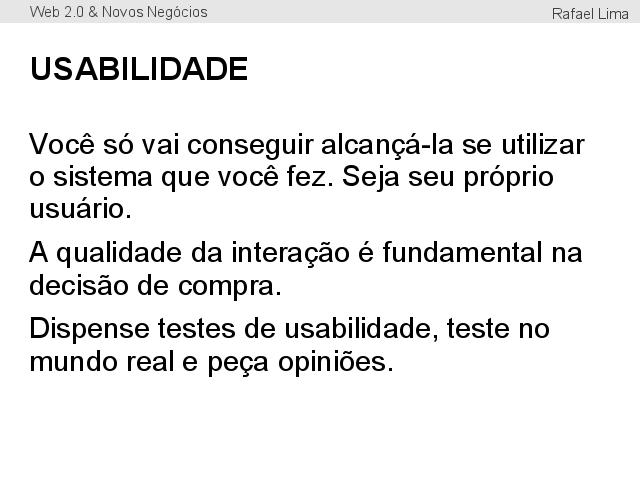 Web 2.0 & Novos Negócios
Rafael Lima
USABILIDADE
Você só vai conseguir alcançá-la se utilizar
o sistema que você fez. Seja seu próprio
usuário.
A qualidade da interação é fundamental na
decisão de compra.
Dispense testes de usabilidade, teste no
mundo real e peça opiniões.